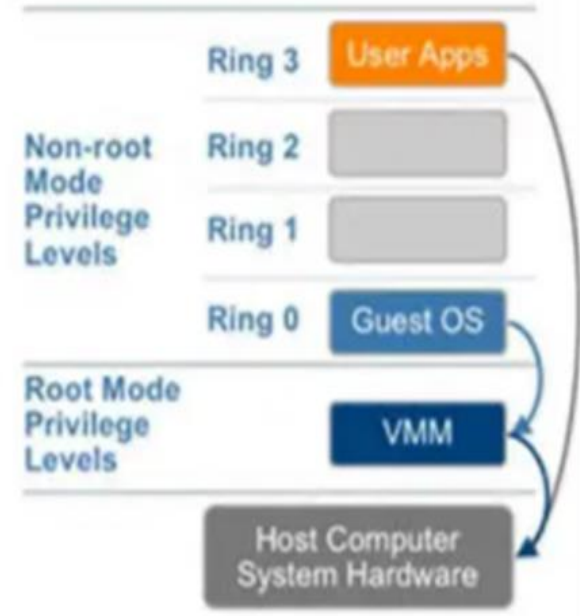 Ring 3
User Apps
Non-root
Mode
Privilege
Levels
Ring 2
Ring 1
Ring 0
Guest OS
Root Mode
Privilege
Levels
VMM
Host Computer
System Hardware